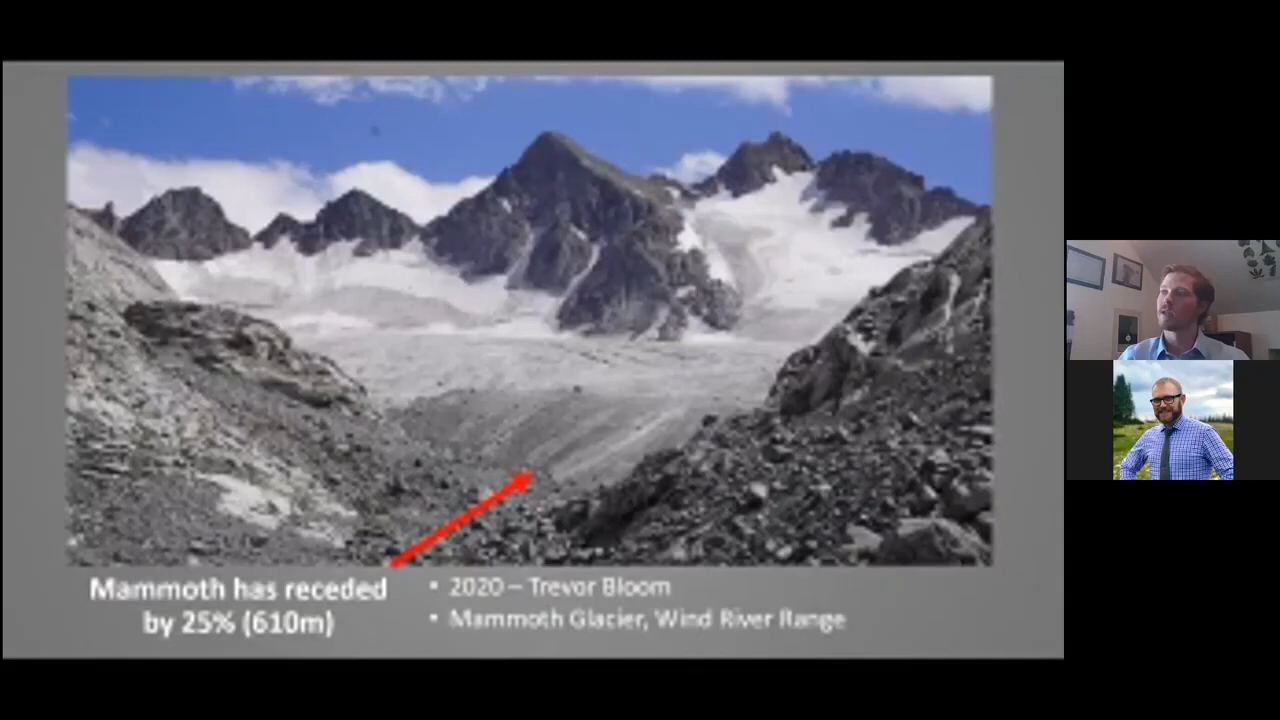 Mammoth has receded
by 25% (610m)
• 2020 – Trevor Bloom
• Mammoth Glacier, Wind River Range